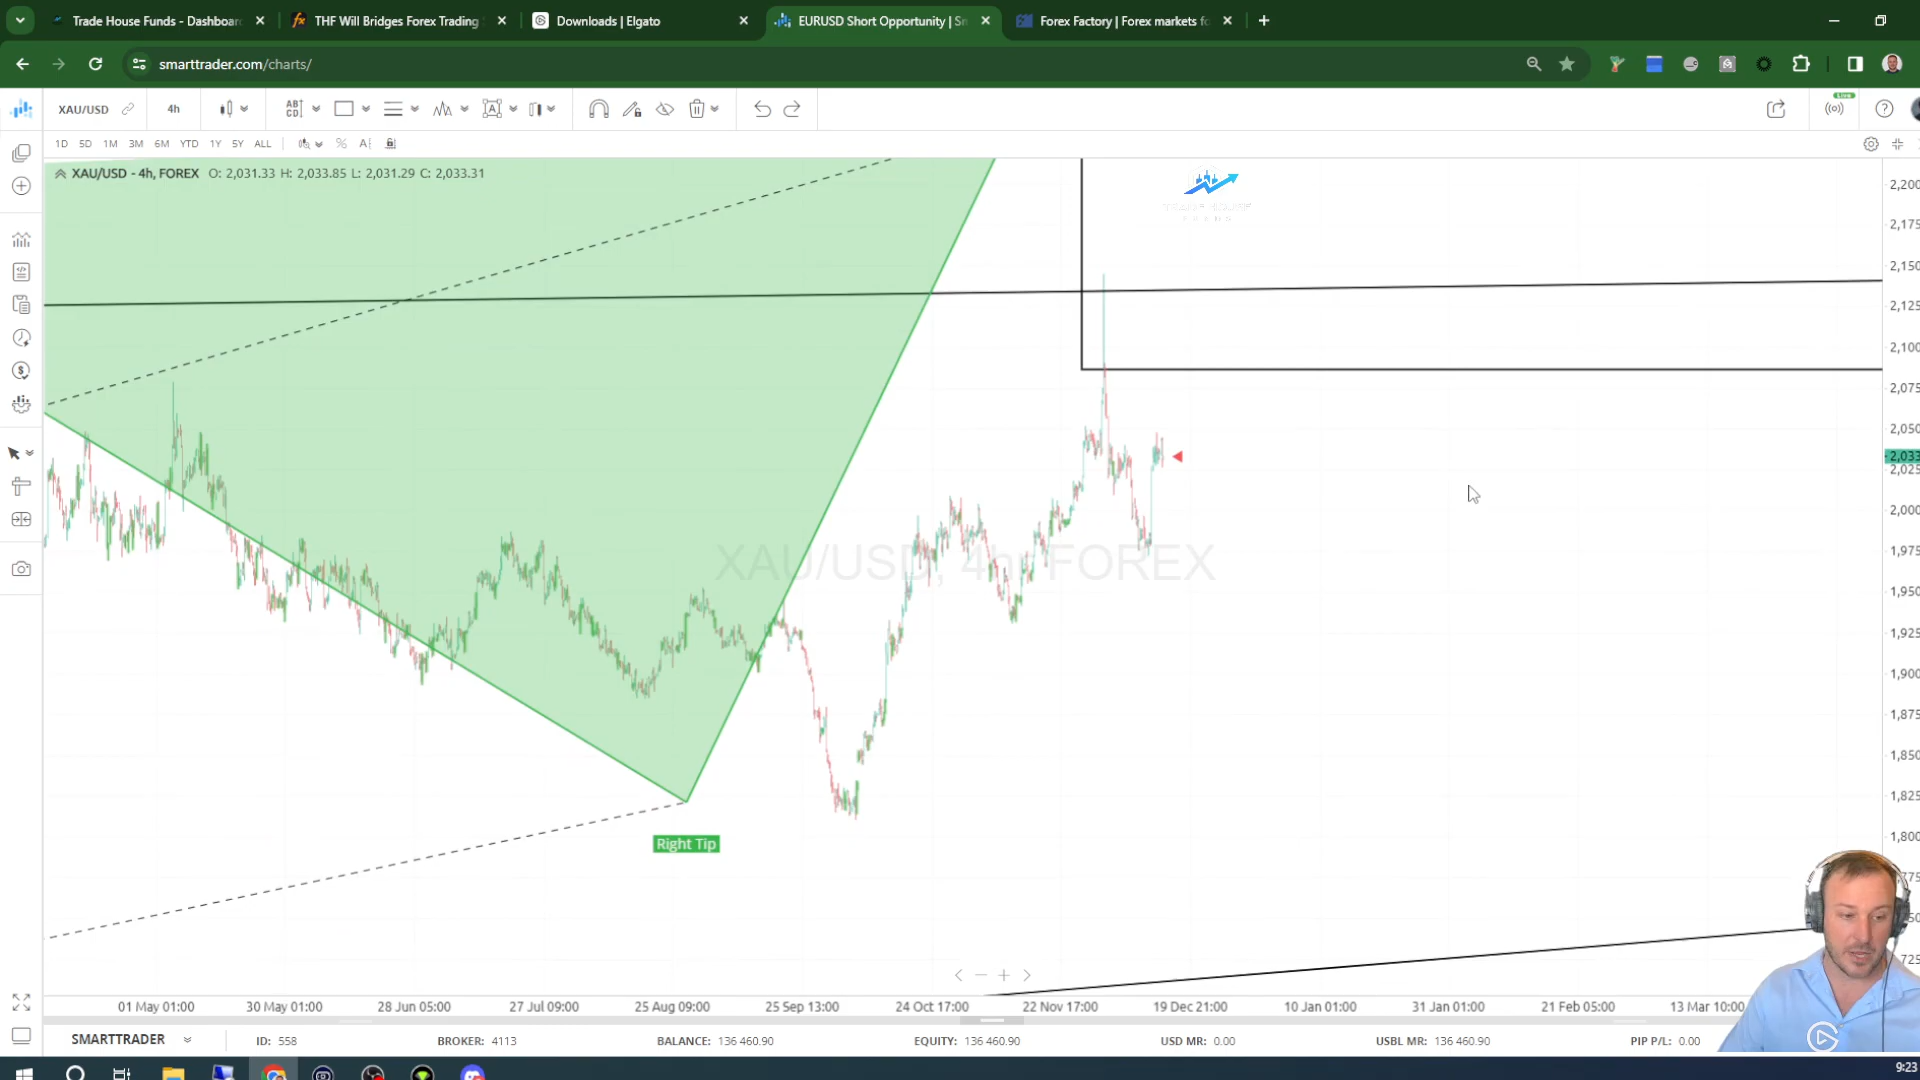 Trade House Funds - Dashboar
THF Will Bridges Forex Trading
Downloads | Elgato
EURUSD Short Opportunity | S
Forex Factory | Forex markets fo
smarttrader.com/charts/
XAU/USD
4h
AB
CD
Live
1D 5D 1M 3M 6M YTD 1Y 5Y ALL
XAU/USD - 4h, FOREX O: 2,031.33 H: 2,033.85 L: 2,031.29 C: 2,033.31
XAU/USD, 4h, FOREX
Right Tip
2,200
2,175
2,150
2,125
2,100
2,075
2,050
2,033
2,025
2,000
1,975
1,950
1,925
1,900
1,875
1,850
1,825
1,800
01 May 01:00 30 May 01:00 28 Jun 05:00 27 Jul 09:00 25 Aug 09:00 25 Sep 13:00 24 Oct 17:00 22 Nov 17:00 19 Dec 21:00 10 Jan 01:00 31 Jan 01:00 21 Feb 05:00 13 Mar 10:00
SMARTTRADER ID: 558 BROKER: 4113 BALANCE: 136 460.90 EQUITY: 136 460.90 USD MR: 0.00 USBL MR: 136 460.90 PIP P/L: 0.00
9:23